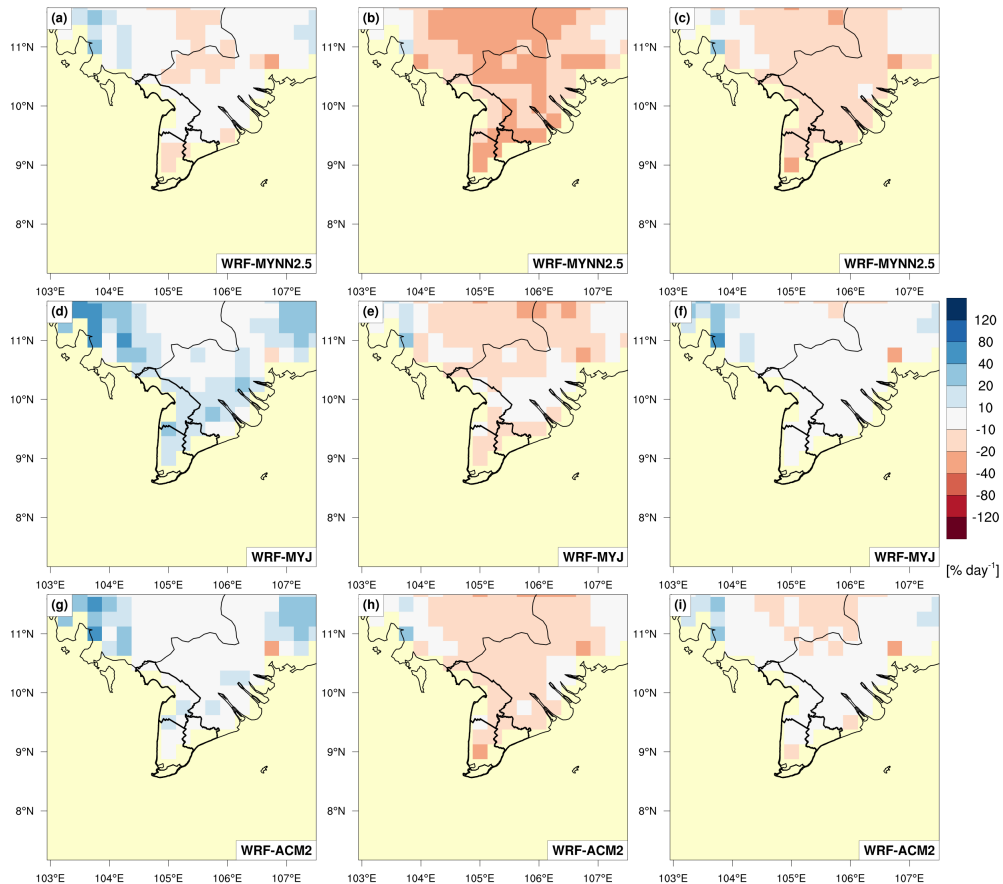 (a) (b) (c)
11°N 11°N 11°N
10°N 10°N 10°N
9°N 9°N 9°N
8°N 8°N 8°N
WRF-MYNN2.5 WRF-MYNN2.5 WRF-MYNN2.5
103°E 104°E 105°E 106°E 107°E 103°E 104°E 105°E 106°E 107°E 103°E 104°E 105°E 106°E 107°E
(d) (e) (f)
11°N 11°N 11°N
120
80
40
10°N 10°N 10°N
20
10
-10
9°N 9°N 9°N
-20
-40
-80
8°N 8°N 8°N
-120
WRF-MYJ WRF-MYJ WRF-MYJ
[% day⁻¹]
103°E 104°E 105°E 106°E 107°E 103°E 104°E 105°E 106°E 107°E 103°E 104°E 105°E 106°E 107°E
(g) (h) (i)
11°N 11°N 11°N
10°N 10°N 10°N
9°N 9°N 9°N
8°N 8°N 8°N
WRF-ACM2 WRF-ACM2 WRF-ACM2
103°E 104°E 105°E 106°E 107°E 103°E 104°E 105°E 106°E 107°E 103°E 104°E 105°E 106°E 107°E